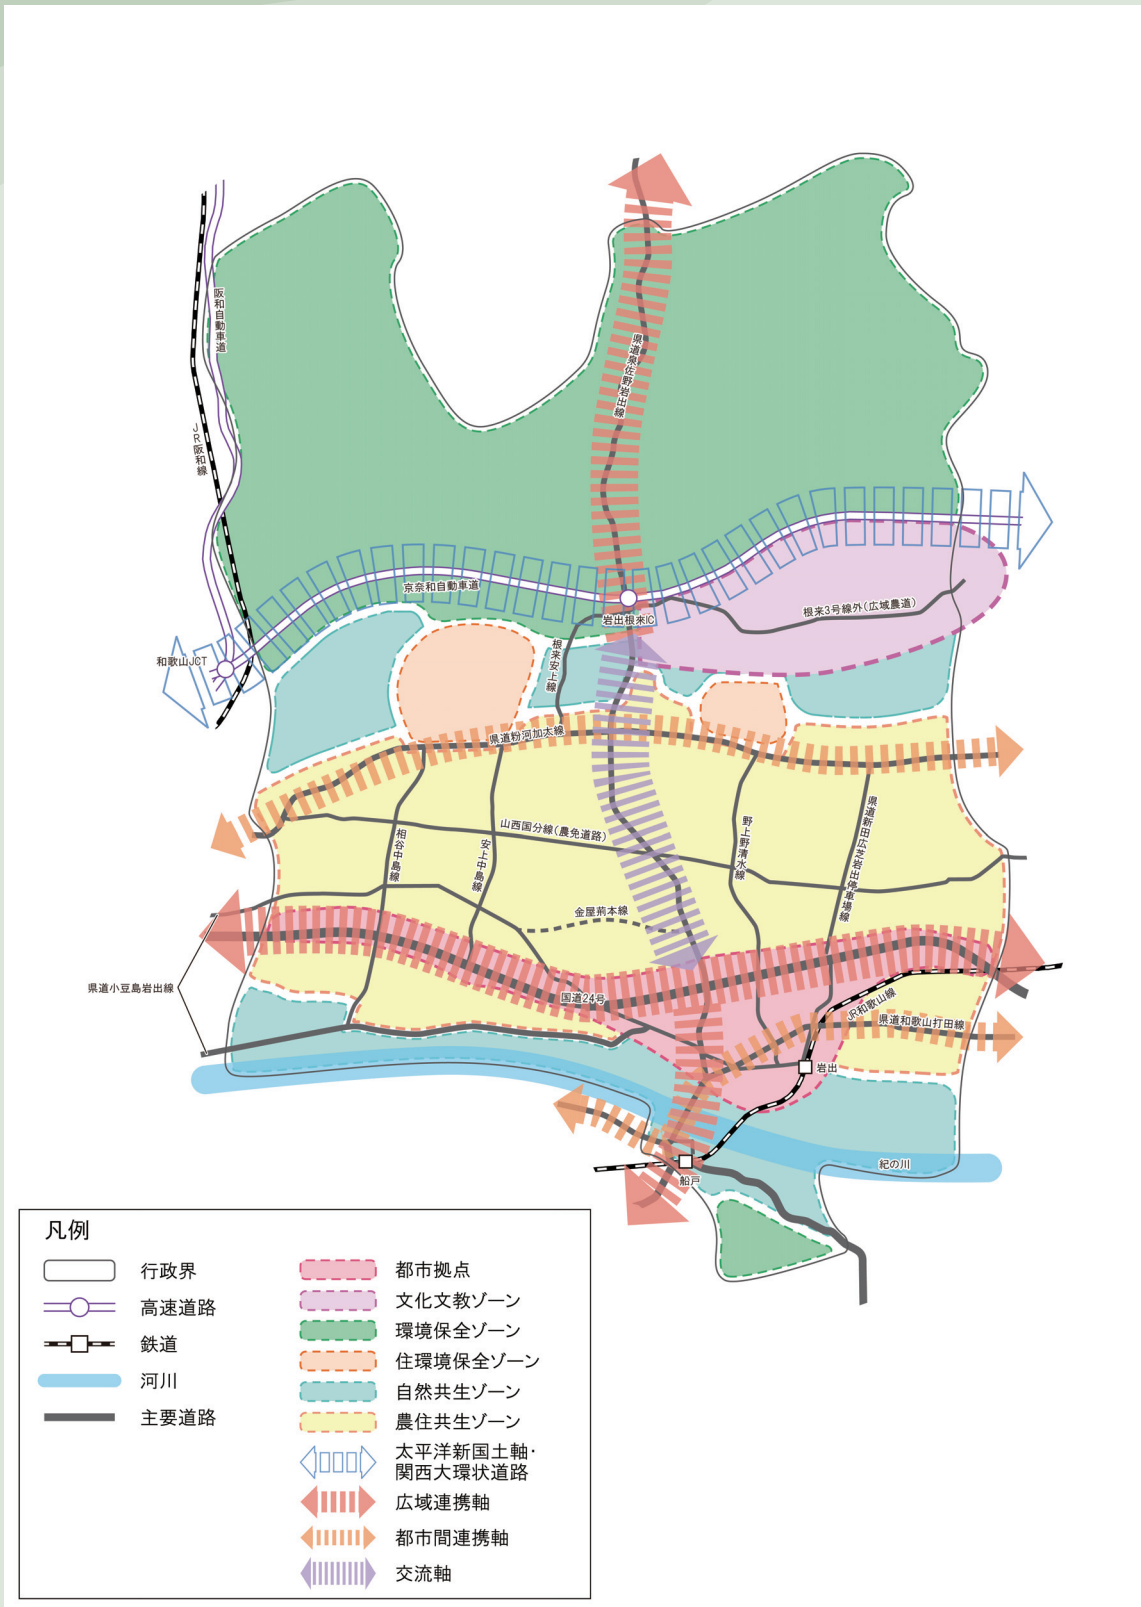 阪和自動車道
JR阪和線
県道泉佐野岩出線
京奈和自動車道
岩出根来IC
根来3号線外(広域農道)
和歌山JCT
根来安上線
県道粉河加太線
山西国分線(農免道路)
相谷中島線
安上中島線
野上野清水線
県道新田広芝岩出停車場線
金屋荊本線
県道小豆島岩出線
国道24号
JR和歌山線
県道和歌山打田線
岩出
紀の川
船戸
凡例
行政界
高速道路
鉄道
河川
主要道路
都市拠点
文化文教ゾーン
環境保全ゾーン
住環境保全ゾーン
自然共生ゾーン
農住共生ゾーン
太平洋新国土軸・
関西大環状道路
広域連携軸
都市間連携軸
交流軸